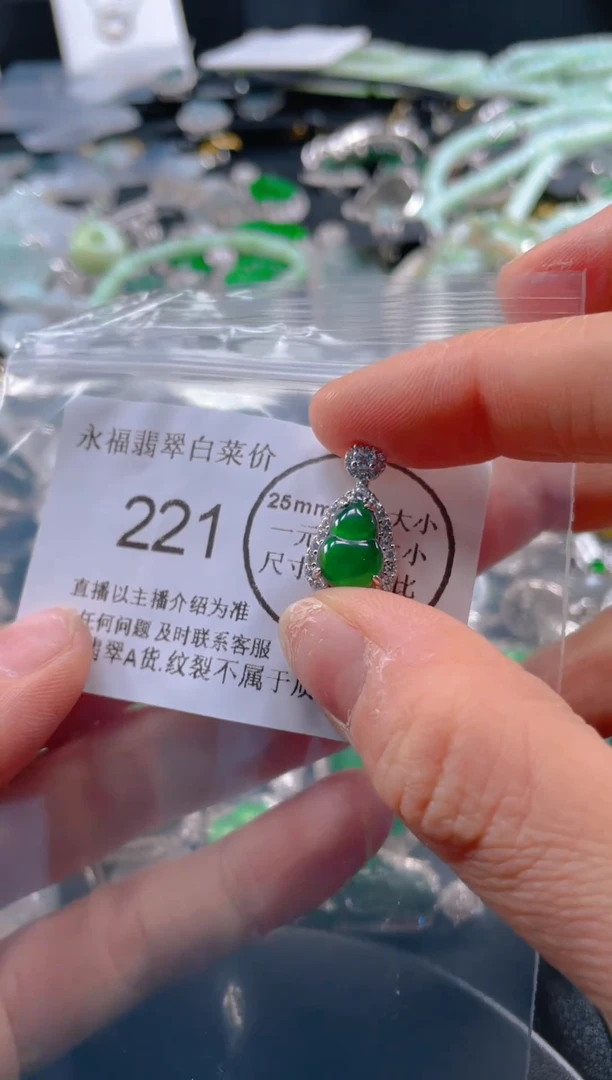 永福翡翠白菜价
221
25mm
一元 大小
尺寸 小
比
直播以主播介绍为准
任何问题 及时联系客服
翡翠A货.纹裂不属于质